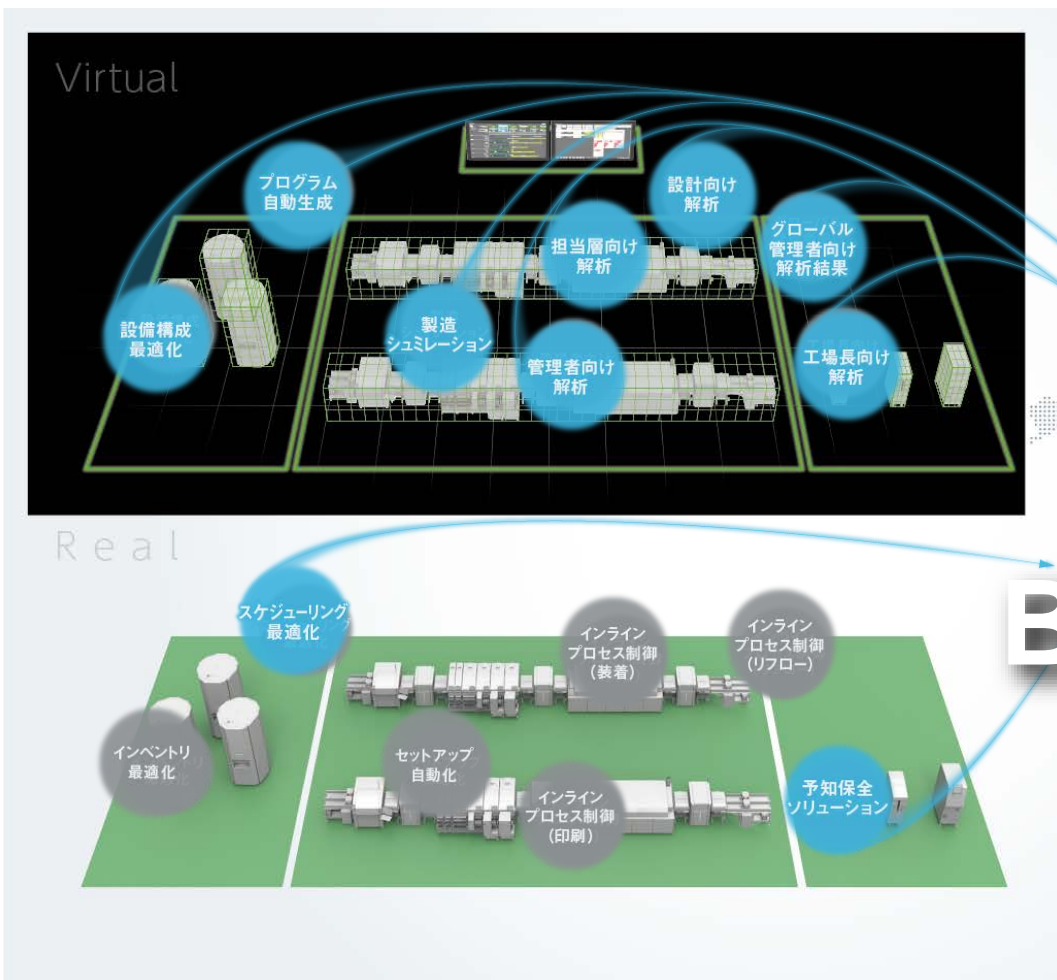 Virtual
プログラム
自動生成
設計向け
解析
担当層向け
解析
グローバル
管理者向け
解析結果
設備構成
最適化
製造
シュミレーション
管理者向け
解析
工場長向け
解析
Real
スケジューリング
最適化
インライン
プロセス制御
(装着)
インライン
プロセス制御
(リフロー)
インベントリ
最適化
セットアップ
自動化
インライン
プロセス制御
(印刷)
予知保全
ソリューション
B